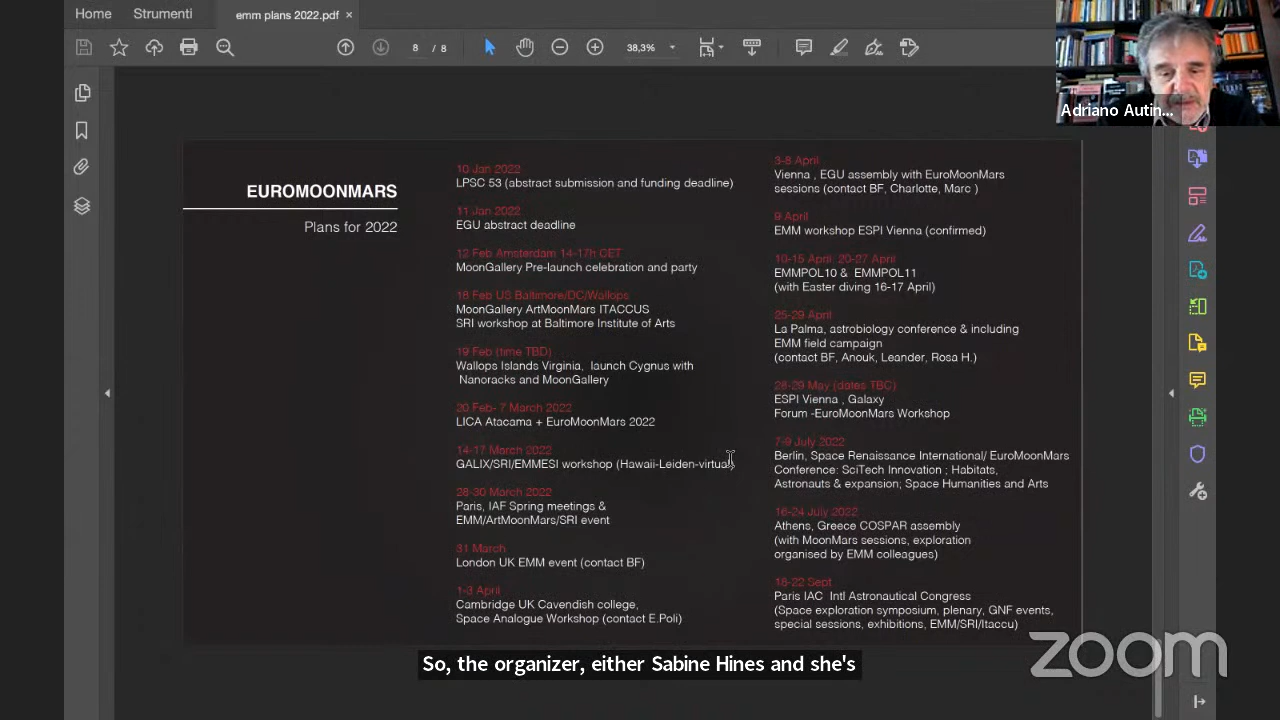 Home Strumenti emm plans 2022.pdf ×
8 / 8 38,3%
Adriano Autin...
EUROMOONMARS
Plans for 2022
10 Jan 2022
LPSC 53 (abstract submission and funding deadline)
11 Jan 2022
EGU abstract deadline
12 Feb Amsterdam 14-17h CET
MoonGallery Pre-launch celebration and party
18 Feb US Baltimore/DC/Wallops
MoonGallery ArtMoonMars ITACCUS
SRI workshop at Baltimore Institute of Arts
19 Feb (time TBD)
Wallops Islands Virginia, launch Cygnus with
Nanoracks and MoonGallery
20 Feb- 7 March 2022
LICA Atacama + EuroMoonMars 2022
14-17 March 2022
GALIX/SRI/EMMESI workshop (Hawaii-Leiden-virtual)
28-30 March 2022
Paris, IAF Spring meetings &
EMM/ArtMoonMars/SRI event
31 March
London UK EMM event (contact BF)
1-3 April
Cambridge UK Cavendish college,
Space Analogue Workshop (contact E.Poli)
3-8 April
Vienna , EGU assembly with EuroMoonMars
sessions (contact BF, Charlotte, Marc )
9 April
EMM workshop ESPI Vienna (confirmed)
10-15 April 20-27 April
EMMPOL10 & EMMPOL11
(with Easter diving 16-17 April)
25-29 April
La Palma, astrobiology conference & including
EMM field campaign
(contact BF, Anouk, Leander, Rosa H.)
28-29 May (dates TBC)
ESPI Vienna , Galaxy
Forum -EuroMoonMars Workshop
7-9 July 2022
Berlin, Space Renaissance International/ EuroMoonMars
Conference: SciTech Innovation ; Habitats,
Astronauts & expansion; Space Humanities and Arts
16-24 July 2022
Athens, Greece COSPAR assembly
(with MoonMars sessions, exploration
organised by EMM colleagues)
18-22 Sept
Paris IAC Intl Astronautical Congress
(Space exploration symposium, plenary, GNF events,
special sessions, exhibitions, EMM/SRI/Itaccu)
zoom
So, the organizer, either Sabine Hines and she's